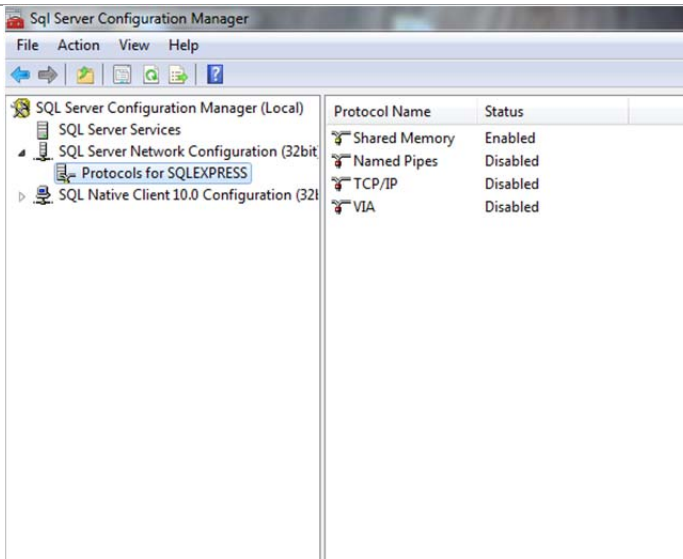 Sql Server Configuration Manager
File Action View Help
SQL Server Configuration Manager (Local)
SQL Server Services
SQL Server Network Configuration (32bit
Protocols for SQLEXPRESS
SQL Native Client 10.0 Configuration (32b
Protocol Name Status
Shared Memory Enabled
Named Pipes Disabled
TCP/IP Disabled
VIA Disabled